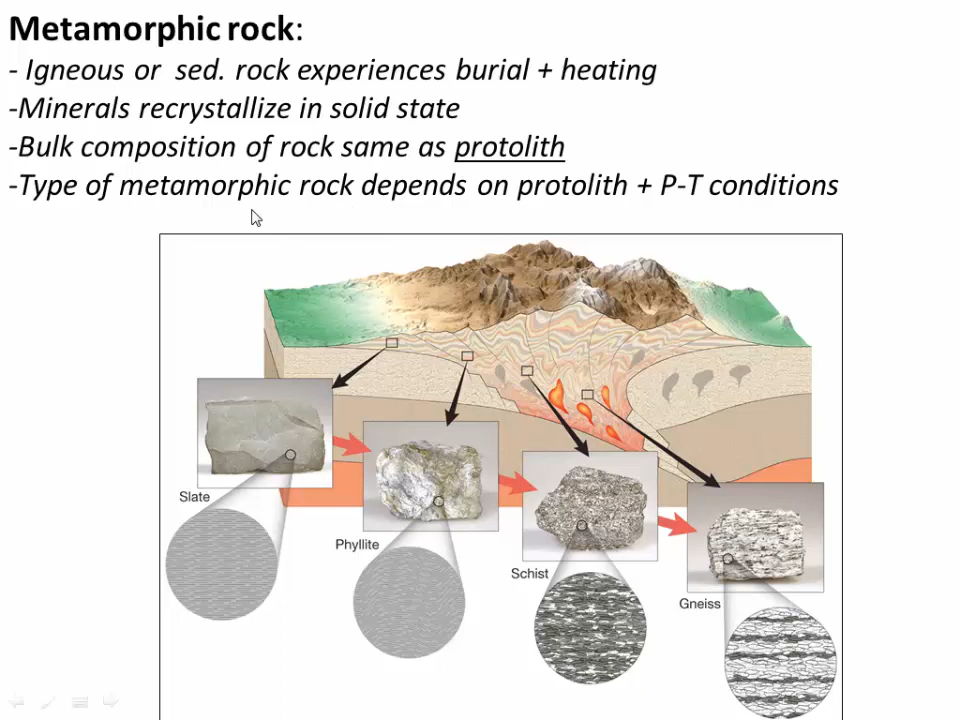 Metamorphic rock:
- Igneous or sed. rock experiences burial + heating
-Minerals recrystallize in solid state
-Bulk composition of rock same as protolith
-Type of metamorphic rock depends on protolith + P-T conditions
Slate
Phyllite
Schist
Gneiss